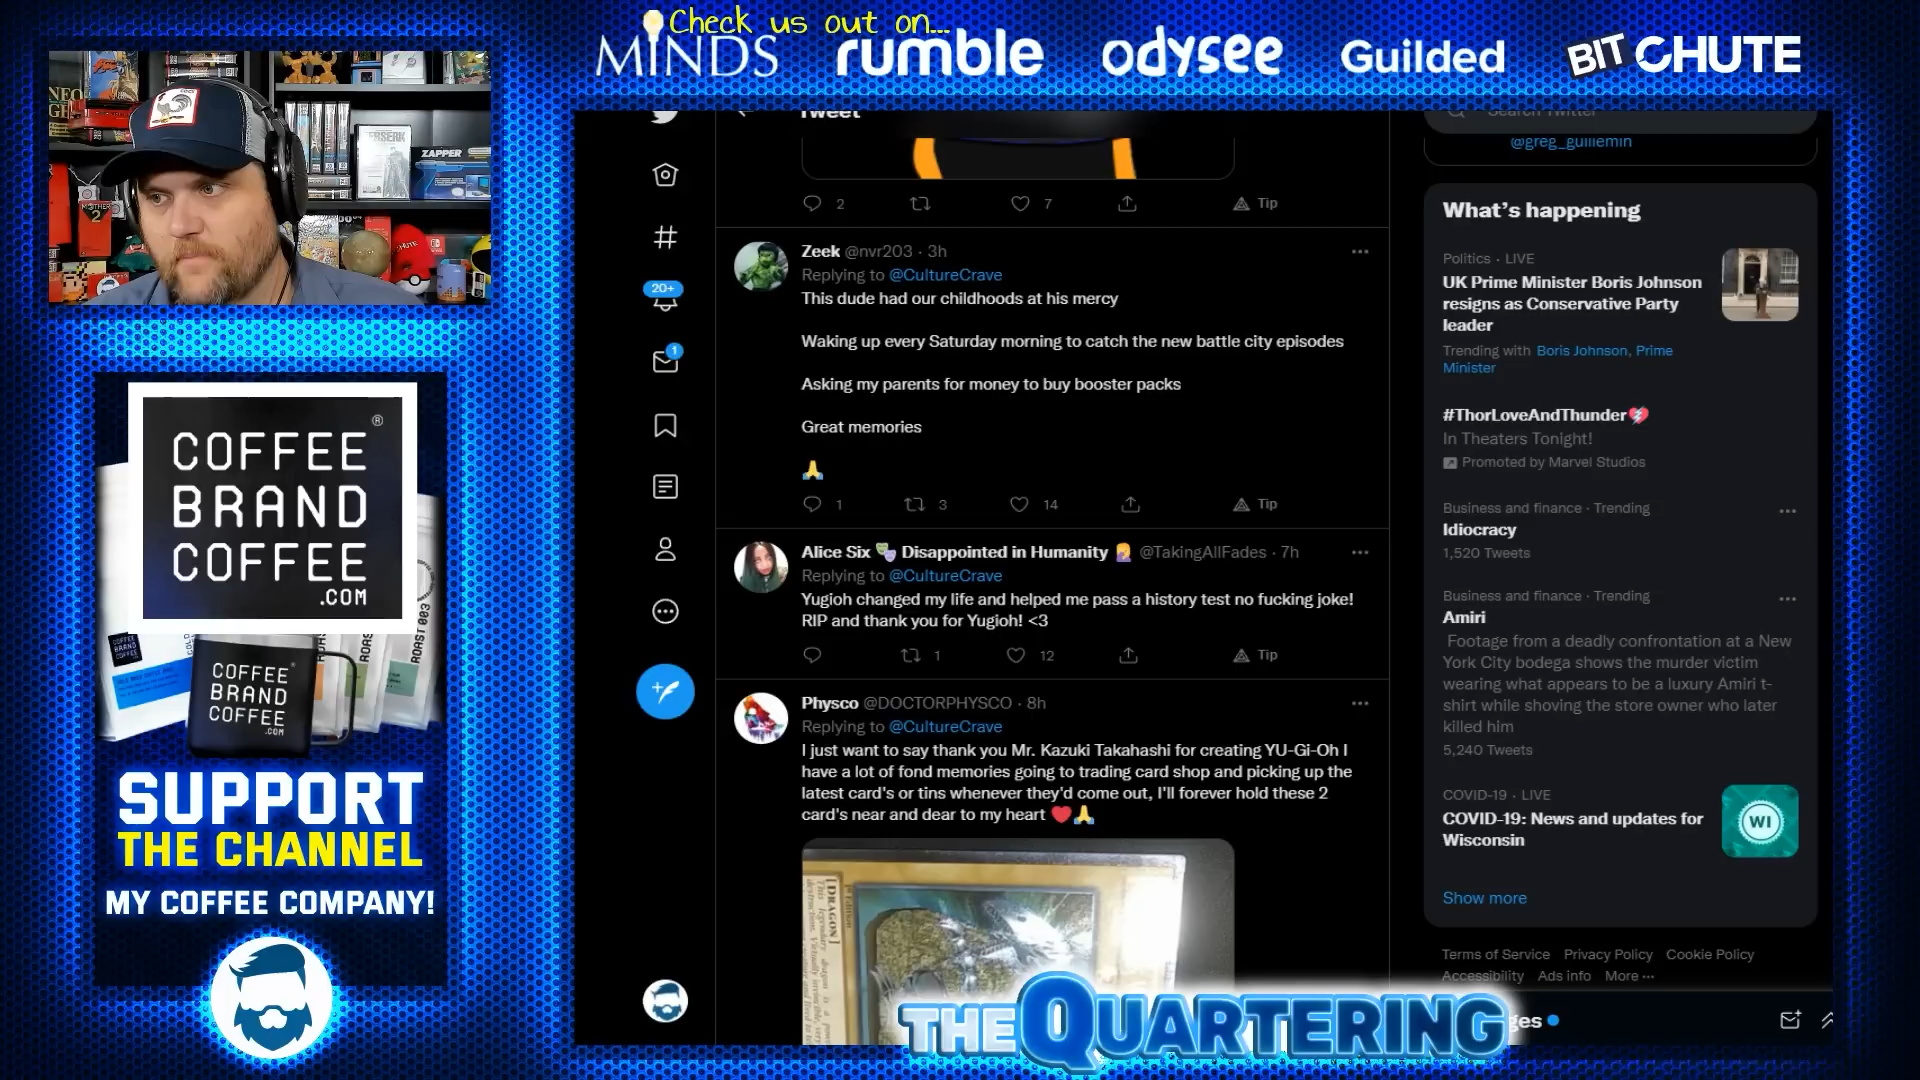 Check us out on...
MINDS
rumble
odysee
Guilded
BIT CHUTE
NEO
GE
MOTHER
2
BERSERK
ZAPPER
COFFEE
BRAND
COFFEE
.COM
®
COFFEE
BRAND
COFFEE
.COM
ROAST 003
SUPPORT
THE CHANNEL
MY COFFEE COMPANY!
20+
1
Tweet
2
7
Tip
Zeek @nvr203 · 3h
Replying to @CultureCrave
This dude had our childhoods at his mercy
Waking up every Saturday morning to catch the new battle city episodes
Asking my parents for money to buy booster packs
Great memories
🙏
1
3
14
Tip
Alice Six 🎭 Disappointed in Humanity 🤦‍♀️ @TakingAllFades · 7h
Replying to @CultureCrave
Yugioh changed my life and helped me pass a history test no fucking joke!
RIP and thank you for Yugioh! <3
1
12
Tip
Physco @DOCTORPHYSCO · 8h
Replying to @CultureCrave
I just want to say thank you Mr. Kazuki Takahashi for creating YU-Gi-Oh I
have a lot of fond memories going to trading card shop and picking up the
latest card's or tins whenever they'd come out, I'll forever hold these 2
card's near and dear to my heart ❤️🙏
[DRAGON]
Search Twitter
@greg_guillemin
What's happening
Politics · LIVE
UK Prime Minister Boris Johnson
resigns as Conservative Party
leader
Trending with Boris Johnson, Prime
Minister
#ThorLoveAndThunder
In Theaters Tonight!
Promoted by Marvel Studios
Business and finance · Trending
Idiocracy
1,520 Tweets
Business and finance · Trending
Amiri
Footage from a deadly confrontation at a New
York City bodega shows the murder victim
wearing what appears to be a luxury Amiri t-
shirt while shoving the store owner who later
killed him
5,240 Tweets
COVID-19 · LIVE
COVID-19: News and updates for
Wisconsin
WI
Show more
Terms of Service Privacy Policy Cookie Policy
Accessibility Ads info More ···
THE QUARTERING
ges